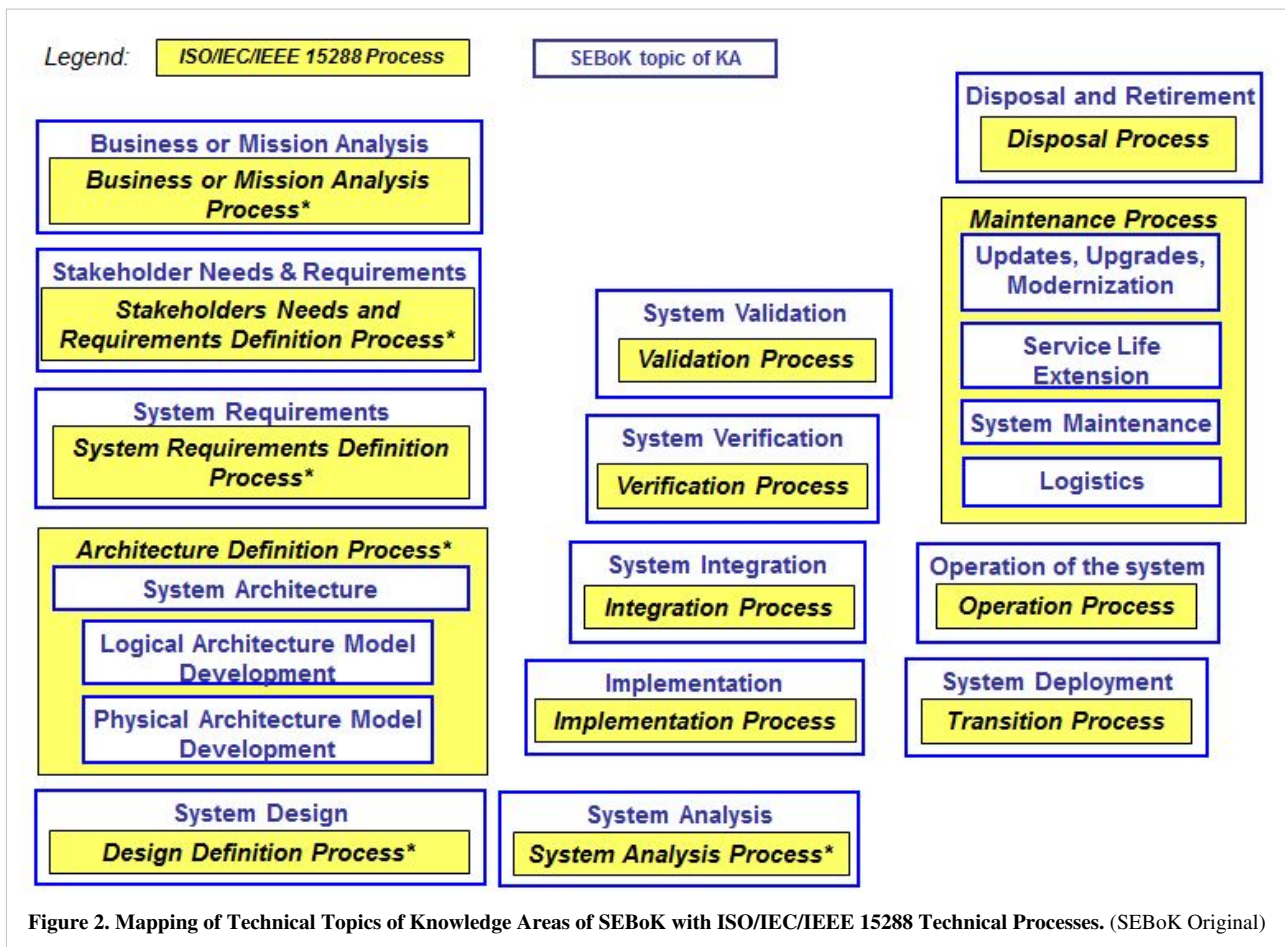 Legend:
ISO/IEC/IEEE 15288 Process
SEBoK topic of KA
Business or Mission Analysis
Business or Mission Analysis
Process*
Stakeholder Needs & Requirements
Stakeholders Needs and
Requirements Definition Process*
System Requirements
System Requirements Definition
Process*
Architecture Definition Process*
System Architecture
Logical Architecture Model
Development
Physical Architecture Model
Development
System Design
Design Definition Process*
System Validation
Validation Process
System Verification
Verification Process
System Integration
Integration Process
Implementation
Implementation Process
System Analysis
System Analysis Process*
Disposal and Retirement
Disposal Process
Maintenance Process
Updates, Upgrades,
Modernization
Service Life
Extension
System Maintenance
Logistics
Operation of the system
Operation Process
System Deployment
Transition Process
Figure 2. Mapping of Technical Topics of Knowledge Areas of SEBoK with ISO/IEC/IEEE 15288 Technical Processes. (SEBoK Original)